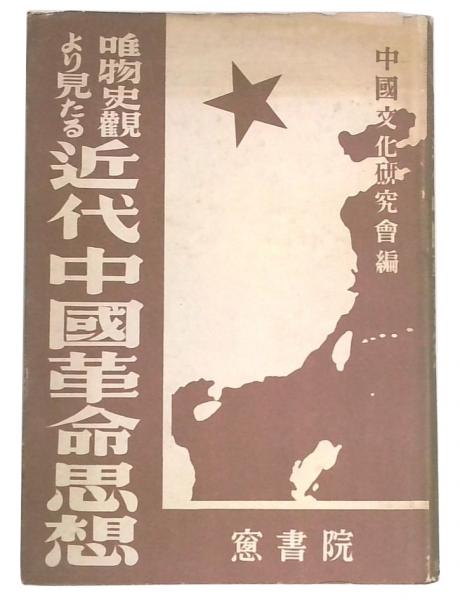 唯物史觀
より見たる
近代中國革命思想
中國文化研究會編
窓書院